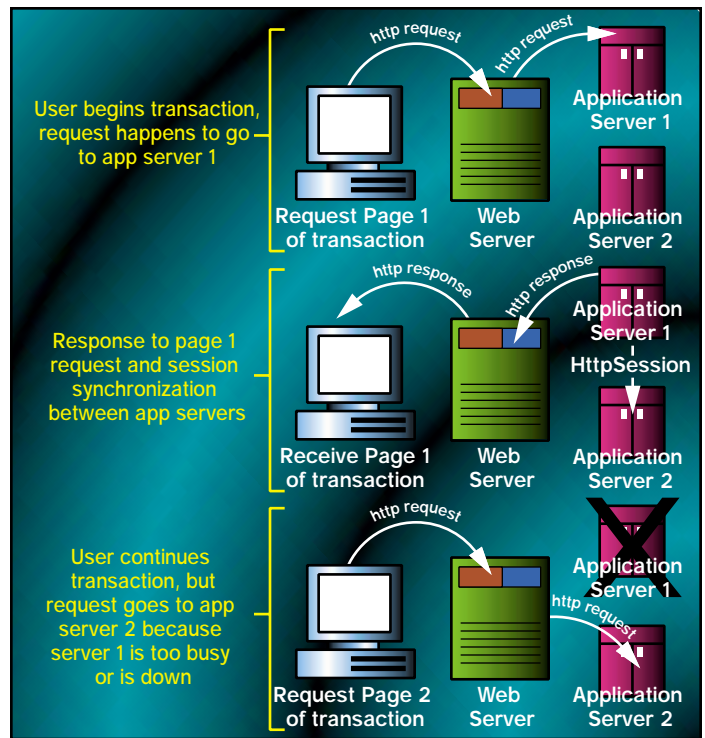 http request
http request
User begins transaction,
request happens to go
to app server 1
Application
Server 1
Request Page 1
of transaction
Web
Server
Application
Server 2
http response
http response
Response to page 1
request and session
synchronization
between app servers
Application
Server 1
HttpSession
Receive Page 1
of transaction
Web
Server
Application
Server 2
http request
User continues
transaction, but
request goes to app
server 2 because
server 1 is too busy
or is down
Application
Server 1
http request
Request Page 2
of transaction
Web
Server
Application
Server 2